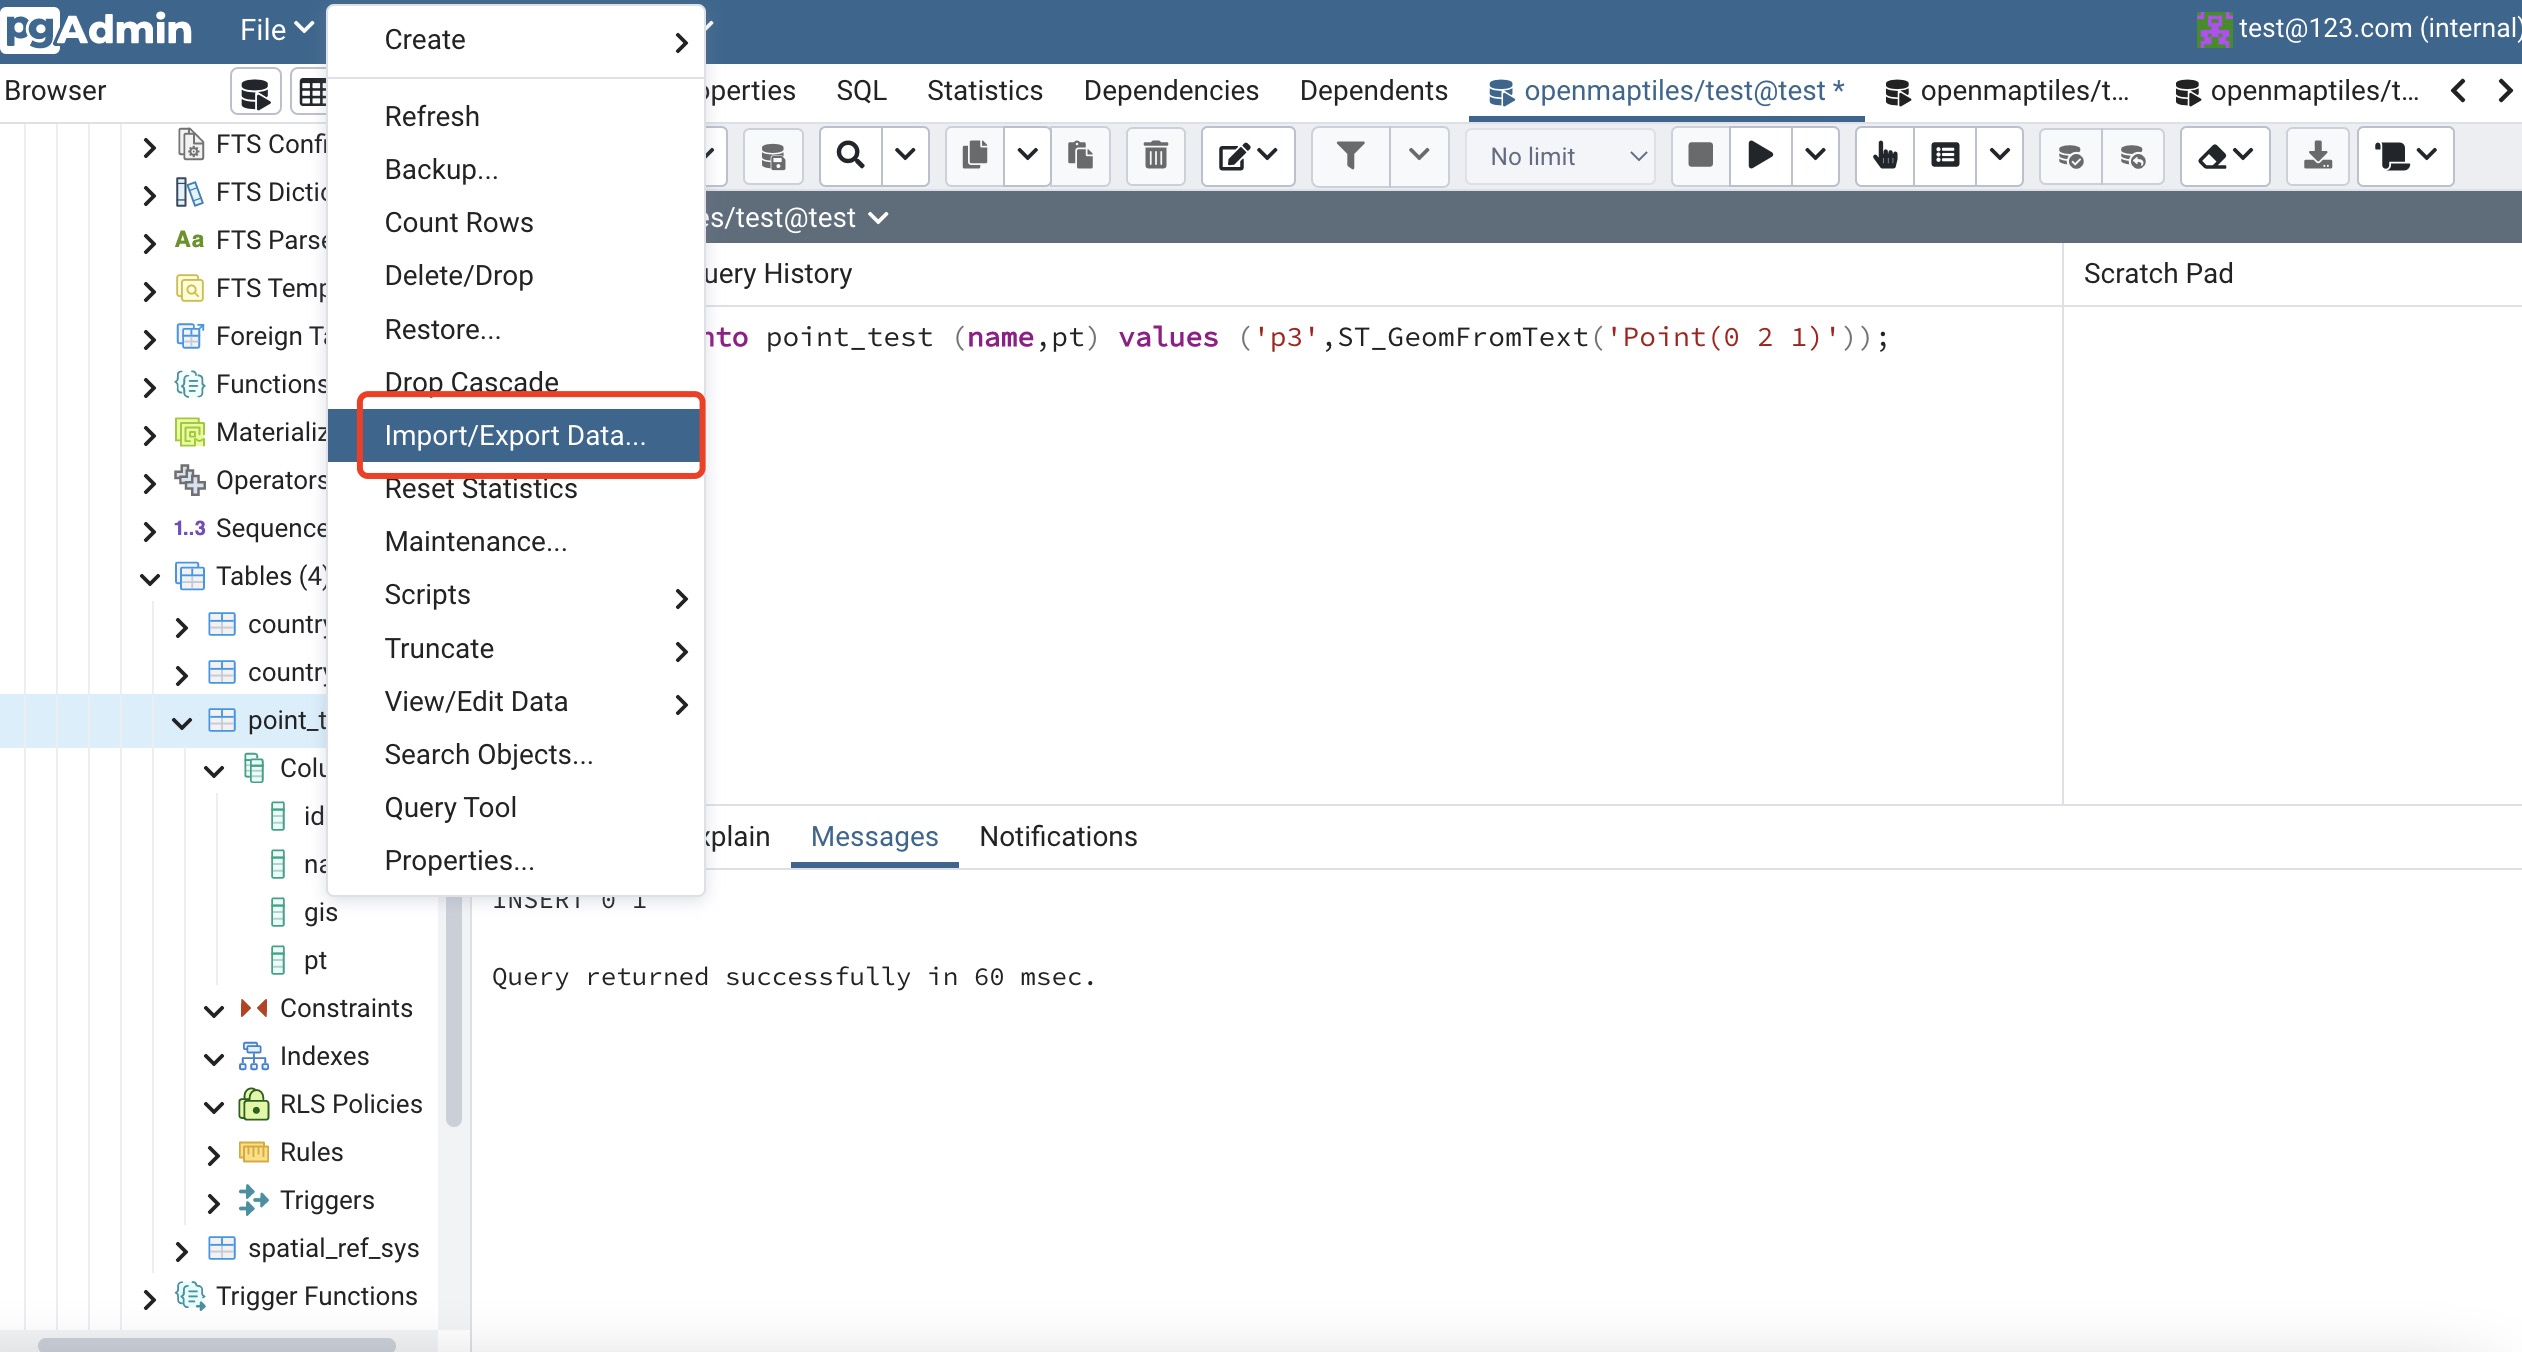 pgAdmin File test@123.com (internal)
Browser
Properties SQL Statistics Dependencies Dependents openmaptiles/test@test * openmaptiles/t... openmaptiles/t...
No limit
es/test@test
Query History Scratch Pad
into point_test (name,pt) values ('p3',ST_GeomFromText('Point(0 2 1)'));
Create
Refresh
Backup...
Count Rows
Delete/Drop
Restore...
Drop Cascade
Import/Export Data...
Reset Statistics
Maintenance...
Scripts
Truncate
View/Edit Data
Search Objects...
Query Tool
Properties...
FTS Confi
FTS Dictio
Aa FTS Parse
FTS Temp
Foreign Ta
Functions
Materializ
Operators
1..3 Sequence
Tables (4)
country
country
point_t
Colu
id
na
gis
pt
Constraints
Indexes
RLS Policies
Rules
Triggers
spatial_ref_sys
Trigger Functions
Explain Messages Notifications
INSERT 0 1
Query returned successfully in 60 msec.